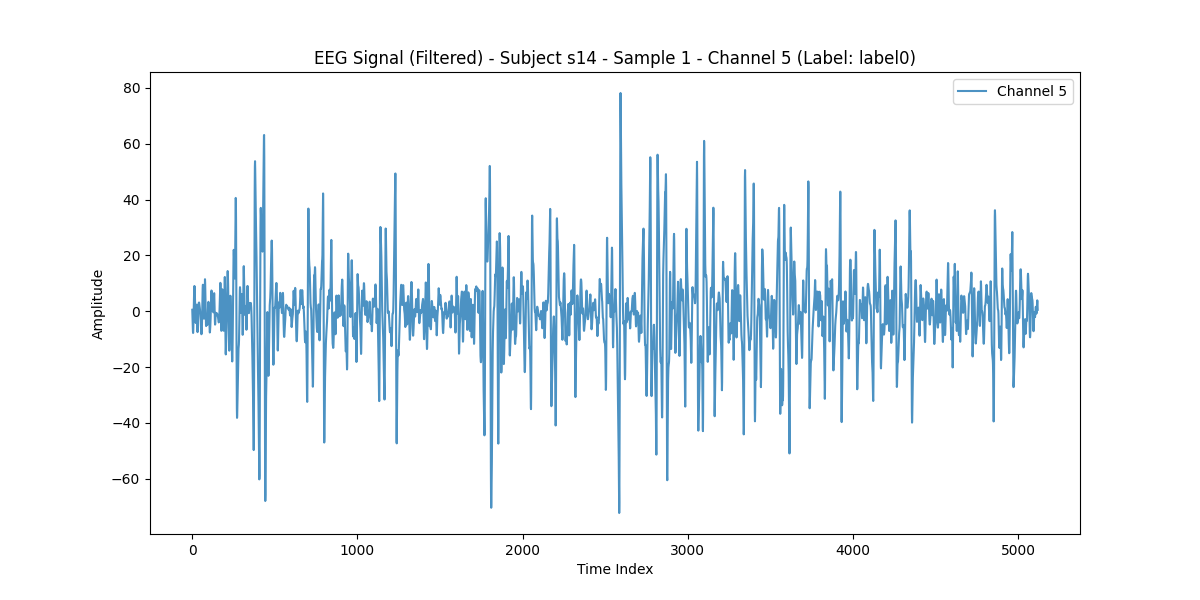 EEG Signal (Filtered) - Subject s14 - Sample 1 - Channel 5 (Label: label0)
Channel 5
80
60
40
20
0
−20
−40
−60
Amplitude
0 1000 2000 3000 4000 5000
Time Index